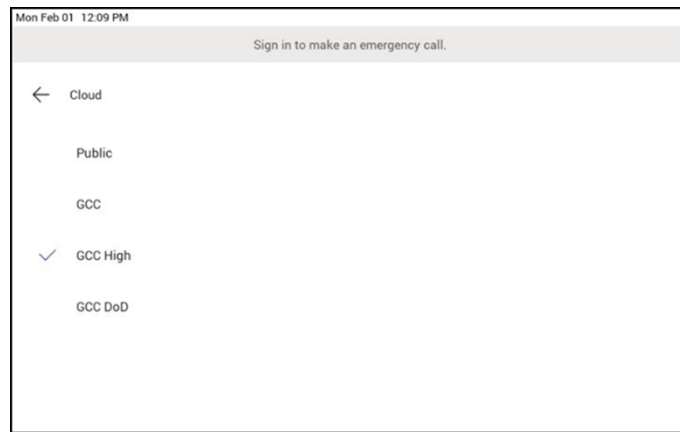 Mon Feb 01 12:09 PM
Sign in to make an emergency call.
Cloud
Public
GCC
GCC High
GCC DoD